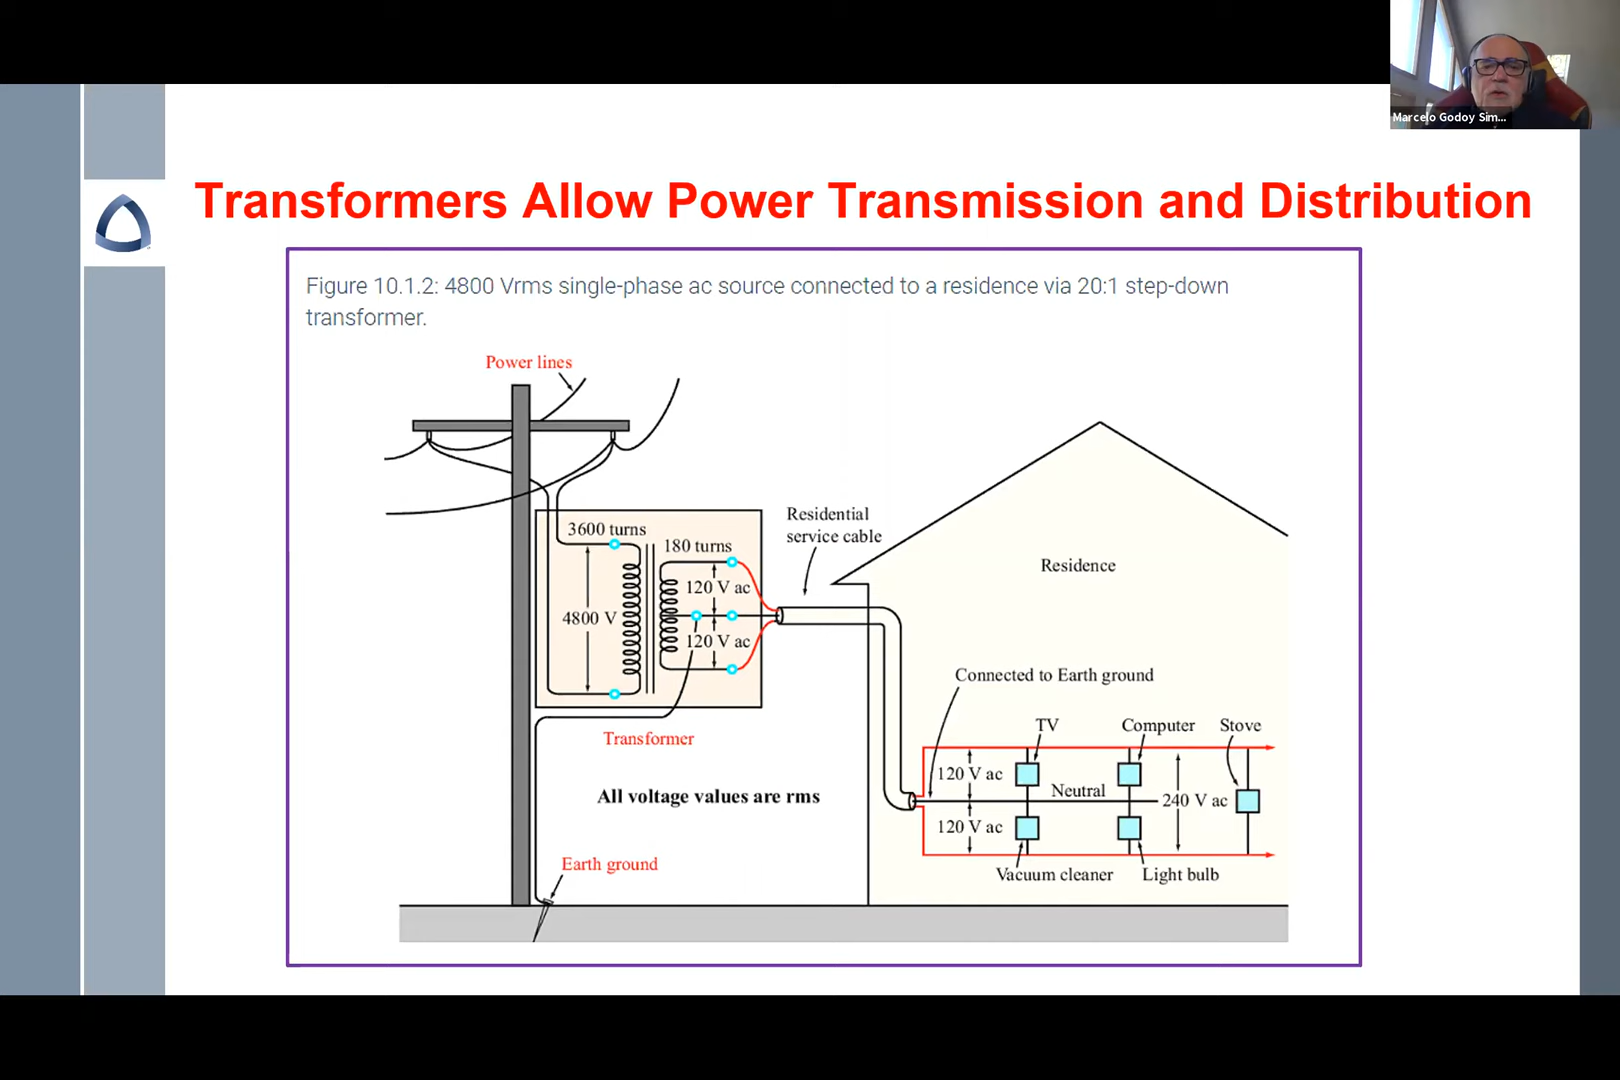 Marcelo Godoy Sim...
Transformers Allow Power Transmission and Distribution
Figure 10.1.2: 4800 Vrms single-phase ac source connected to a residence via 20:1 step-down
transformer.
Power lines
3600 turns
180 turns
4800 V
120 V ac
120 V ac
Transformer
Residential
service cable
Residence
All voltage values are rms
Earth ground
Connected to Earth ground
TV
Computer
Stove
120 V ac
Neutral
240 V ac
120 V ac
Vacuum cleaner
Light bulb